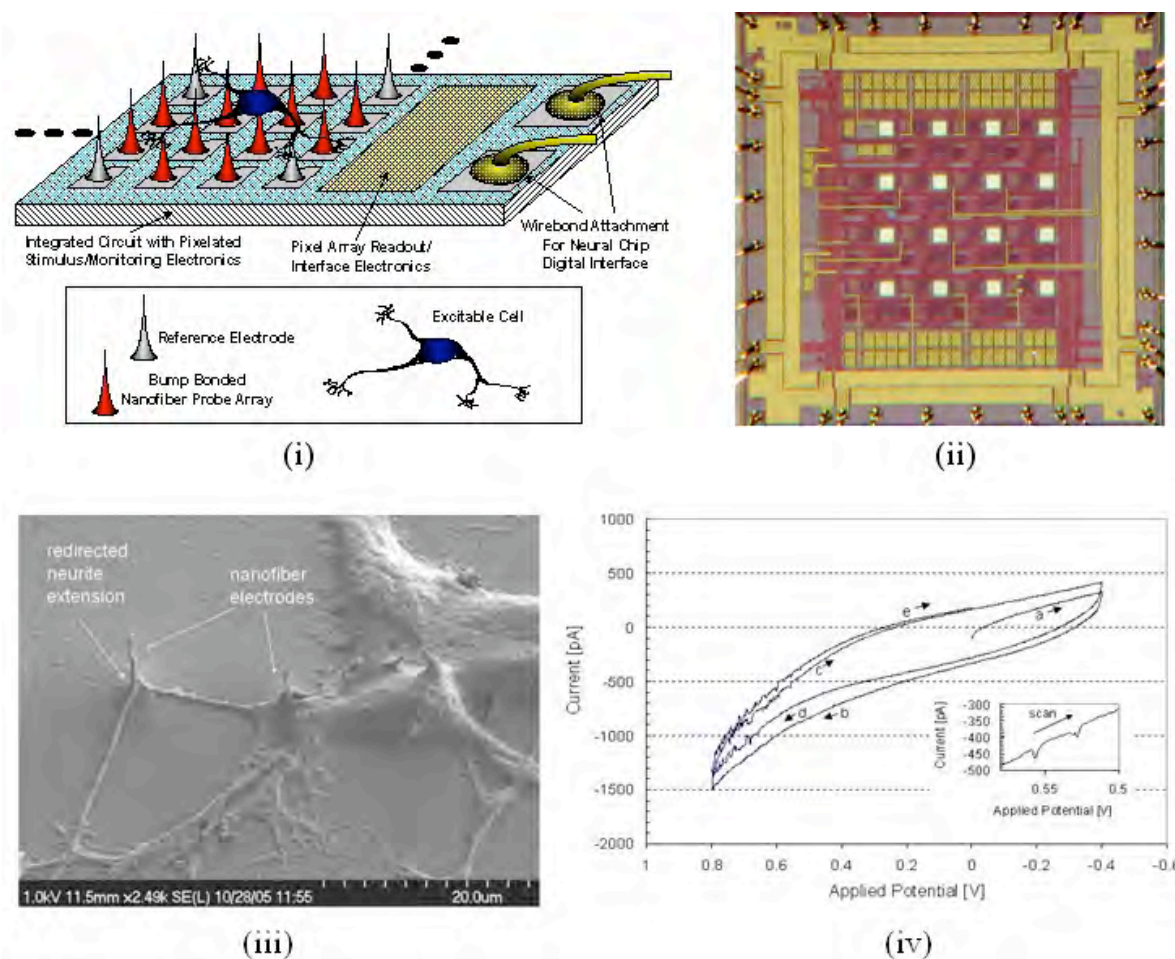 Integrated Circuit with Pixelated
Stimulus/Monitoring Electronics
Pixel Array Readout/
Interface Electronics
Wirebond Attachment
For Neural Chip
Digital Interface
Reference Electrode
Bump Bonded
Nanofiber Probe Array
Excitable Cell
(i)
(ii)
redirected
neurite
extension
nanofiber
electrodes
1.0kV 11.5mm x2.49k SE(L) 10/28/05 11:55
20.0um
(iii)
1000
500
0
-500
-1000
-1500
-2000
Current [pA]
1
0.8
0.6
0.4
0.2
0
-0.2
-0.4
-0.6
Applied Potential [V]
e
a
c
d
b
-300
-350
-400
-450
-500
Current [pA]
scan
0.55
0.5
Applied Potential [V]
(iv)